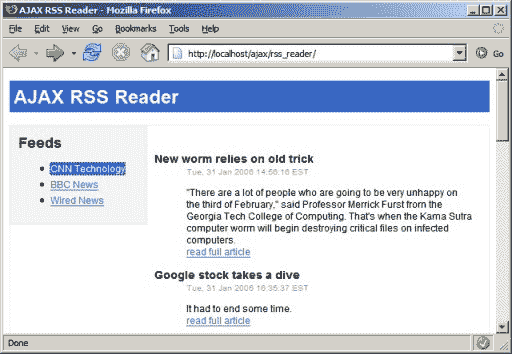 AJAX RSS Reader - Mozilla Firefox
File Edit View Go Bookmarks Tools Help
http://localhost/ajax/rss_reader/ Go
AJAX RSS Reader
Feeds
CNN Technology
BBC News
Wired News
New worm relies on old trick
Tue, 31 Jan 2006 14:56:16 EST
"There are a lot of people who are going to be very unhappy on
the third of February," said Professor Merrick Furst from the
Georgia Tech College of Computing. That's when the Kama Sutra
computer worm will begin destroying critical files on infected
computers.
read full article
Google stock takes a dive
Tue, 31 Jan 2006 16:35:37 EST
It had to end some time.
read full article
Done